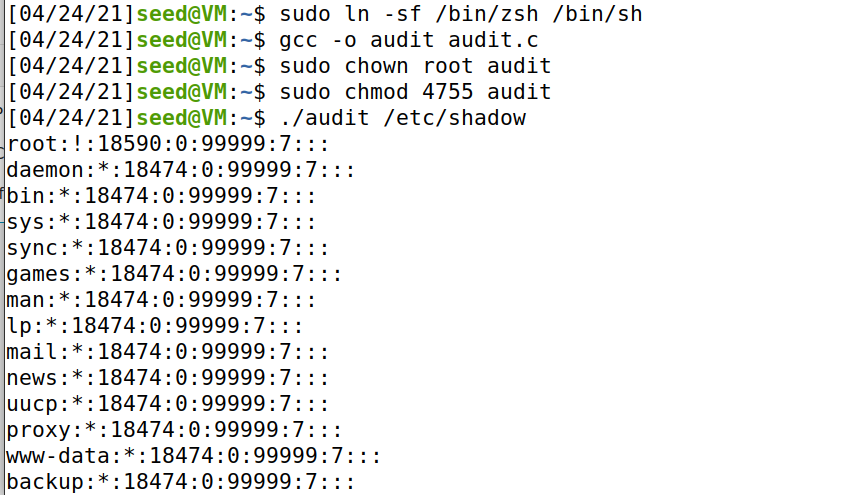 [04/24/21]seed@VM:~$ sudo ln -sf /bin/zsh /bin/sh
[04/24/21]seed@VM:~$ gcc -o audit audit.c
[04/24/21]seed@VM:~$ sudo chown root audit
[04/24/21]seed@VM:~$ sudo chmod 4755 audit
[04/24/21]seed@VM:~$ ./audit /etc/shadow
root:!:18590:0:99999:7:::
daemon:*:18474:0:99999:7:::
bin:*:18474:0:99999:7:::
sys:*:18474:0:99999:7:::
sync:*:18474:0:99999:7:::
games:*:18474:0:99999:7:::
man:*:18474:0:99999:7:::
lp:*:18474:0:99999:7:::
mail:*:18474:0:99999:7:::
news:*:18474:0:99999:7:::
uucp:*:18474:0:99999:7:::
proxy:*:18474:0:99999:7:::
www-data:*:18474:0:99999:7:::
backup:*:18474:0:99999:7:::